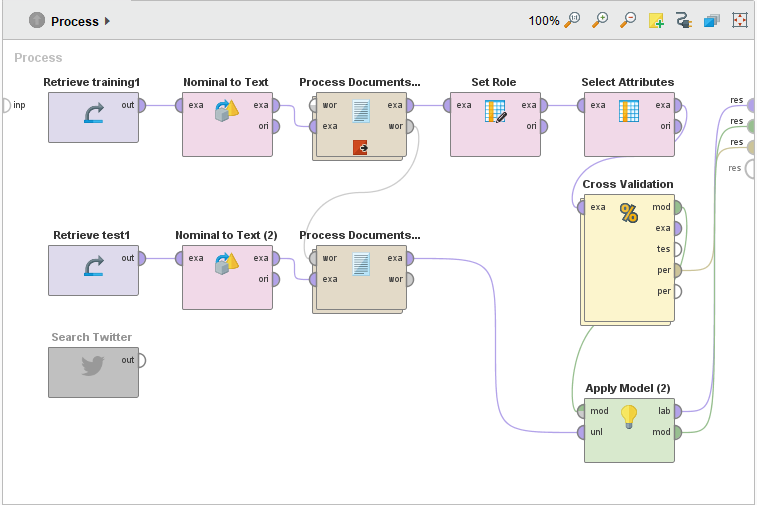 Process
100%
Process
Retrieve training1
Nominal to Text
Process Documents...
Set Role
Select Attributes
inp
out
exa
exa
ori
wor
exa
exa
wor
exa
exa
ori
exa
exa
ori
res
res
res
res
Cross Validation
exa
mod
exa
tes
per
per
Retrieve test1
Nominal to Text (2)
Process Documents...
out
exa
exa
ori
wor
exa
exa
wor
Search Twitter
out
Apply Model (2)
mod
unl
lab
mod